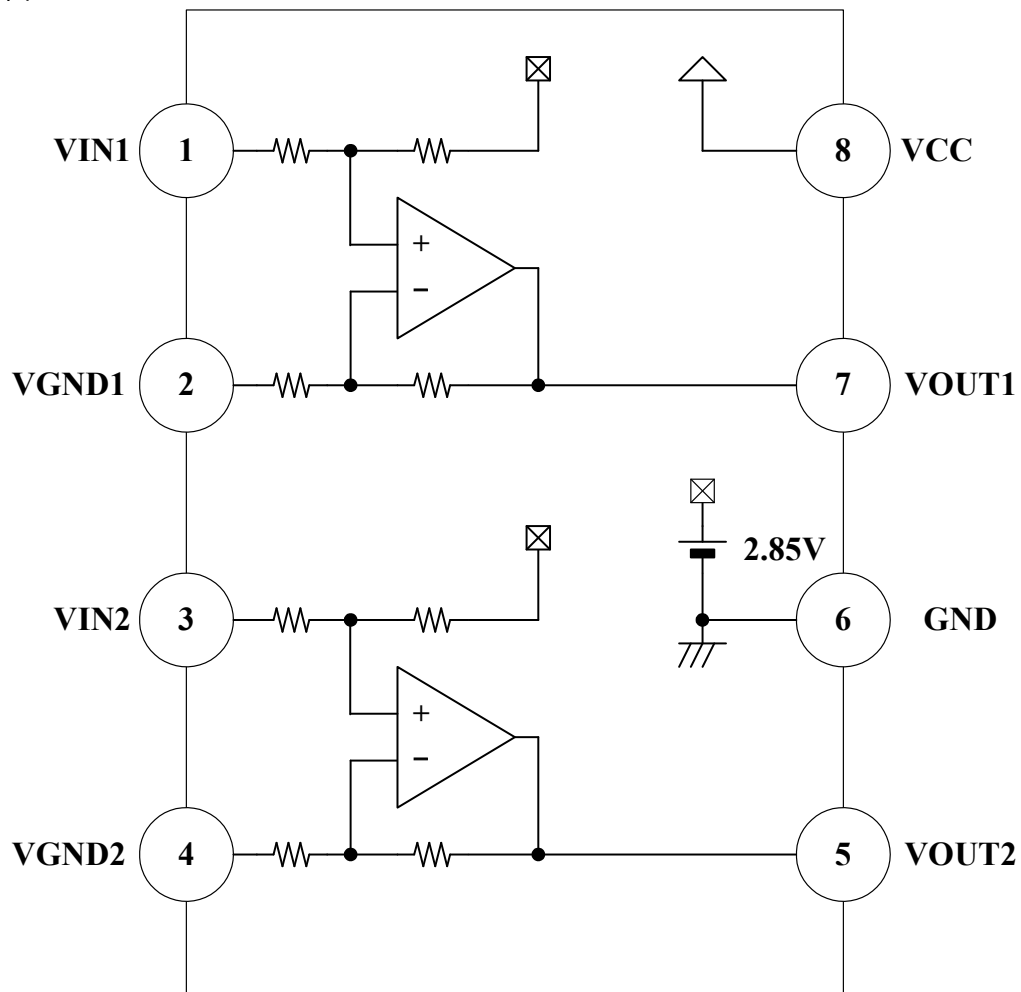 VIN1 1 8 VCC
+
−
VGND1 2 7 VOUT1
2.85V
VIN2 3 6 GND
+
−
VGND2 4 5 VOUT2